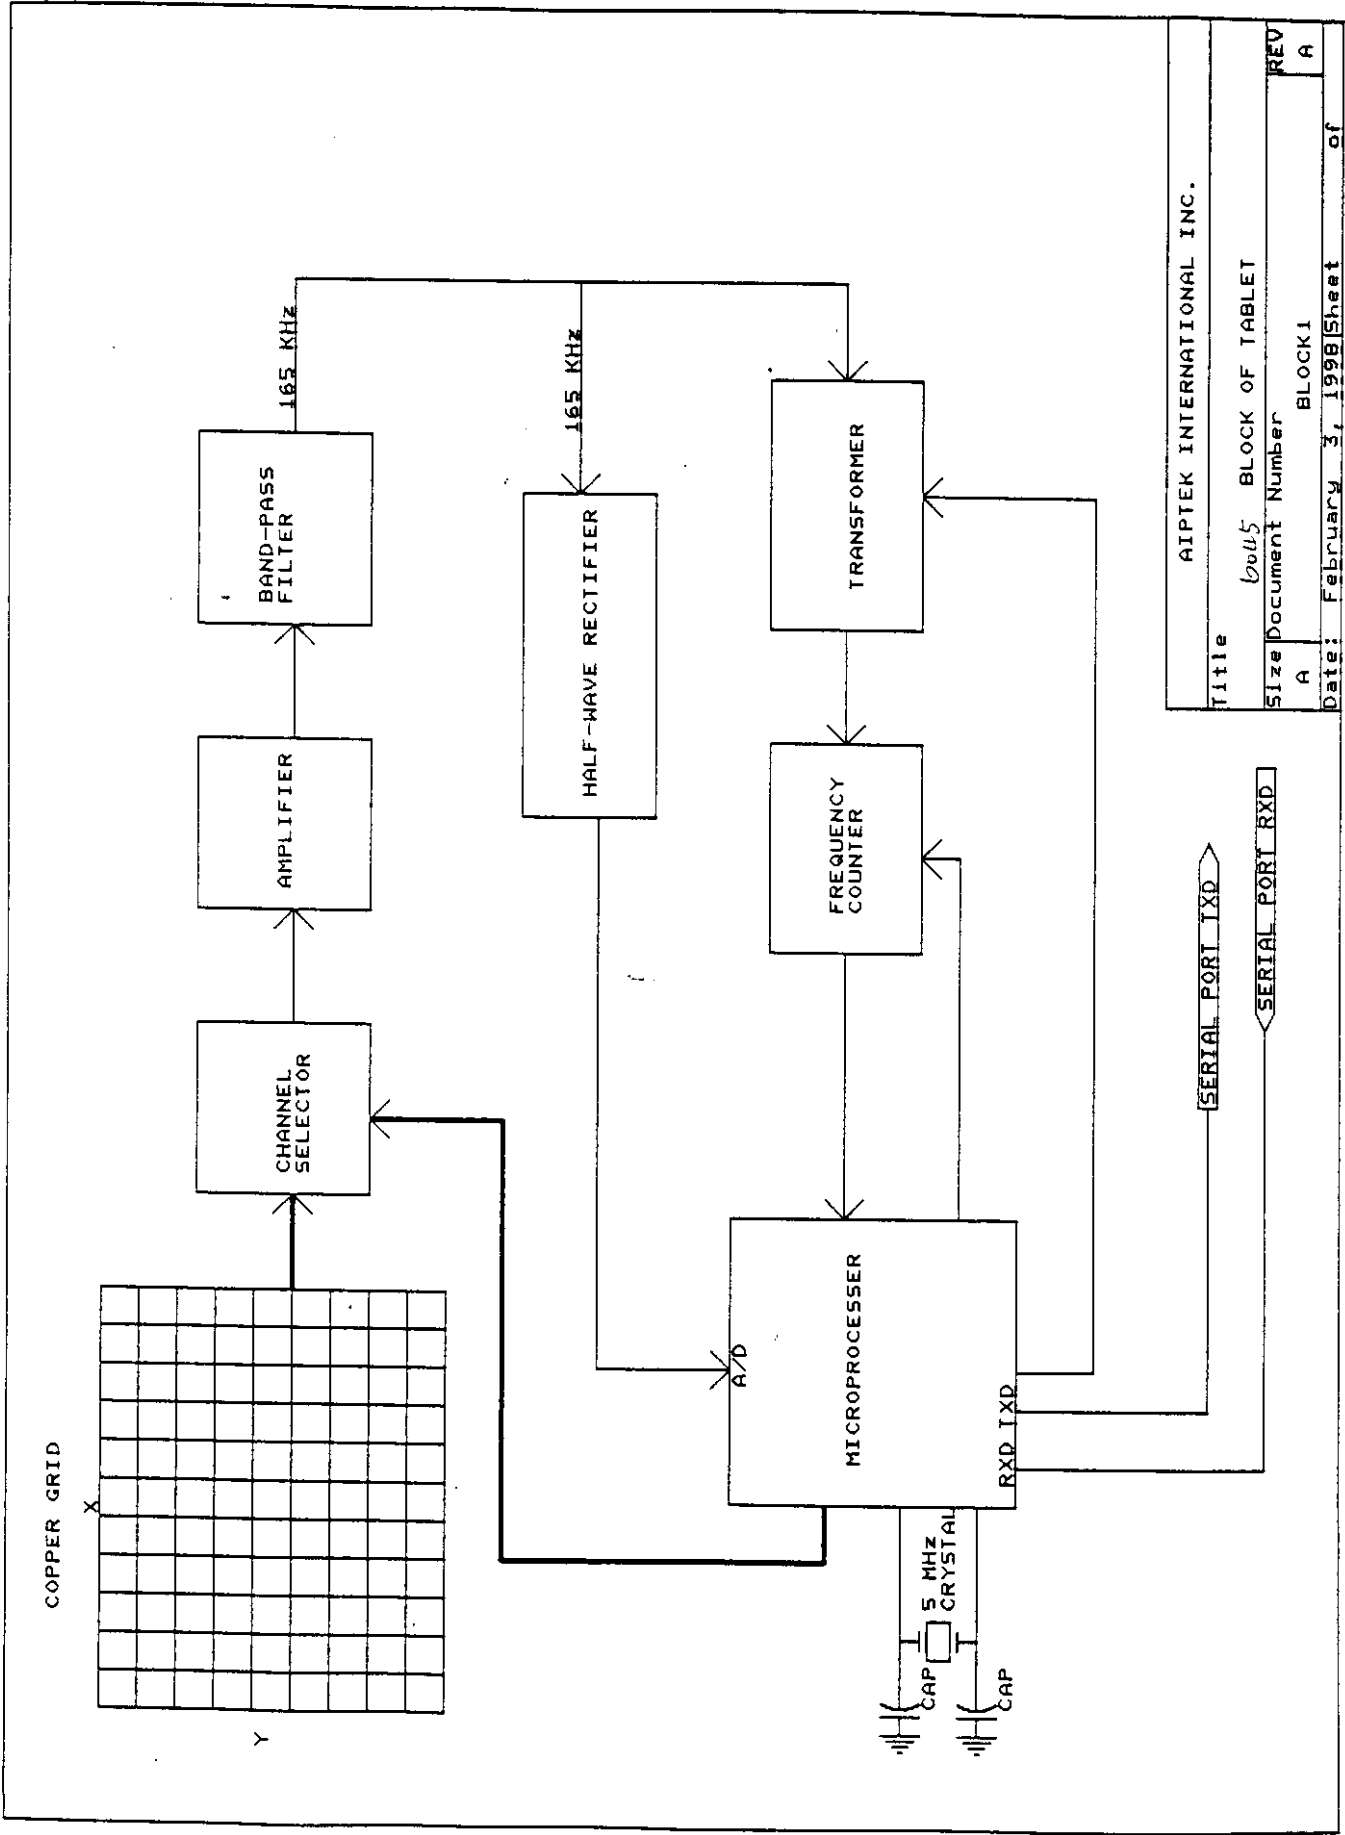 COPPER GRID
X
Y
CHANNEL
SELECTOR
AMPLIFIER
BAND-PASS
FILTER
165 KHz
165 KHz
HALF-WAVE RECTIFIER
A/D
MICROPROCESSER
RXD TXD
5 MHz
CRYSTAL
CAP
CAP
FREQUENCY
COUNTER
TRANSFORMER
SERIAL PORT TXD
SERIAL PORT RXD
AIPTEK INTERNATIONAL INC.
Title
BLOCK OF TABLET
Size Document Number REV
A BLOCK1 A
Date: February 3, 1998 Sheet of